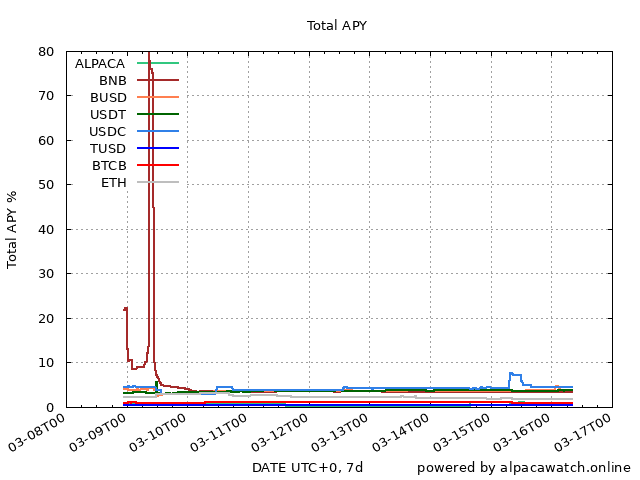 Total APY
Total APY %
80
70
60
50
40
30
20
10
0
ALPACA
BNB
BUSD
USDT
USDC
TUSD
BTCB
ETH
03-08T00
03-09T00
03-10T00
03-11T00
03-12T00
03-13T00
03-14T00
03-15T00
03-16T00
03-17T00
DATE UTC+0, 7d
powered by alpacawatch.online